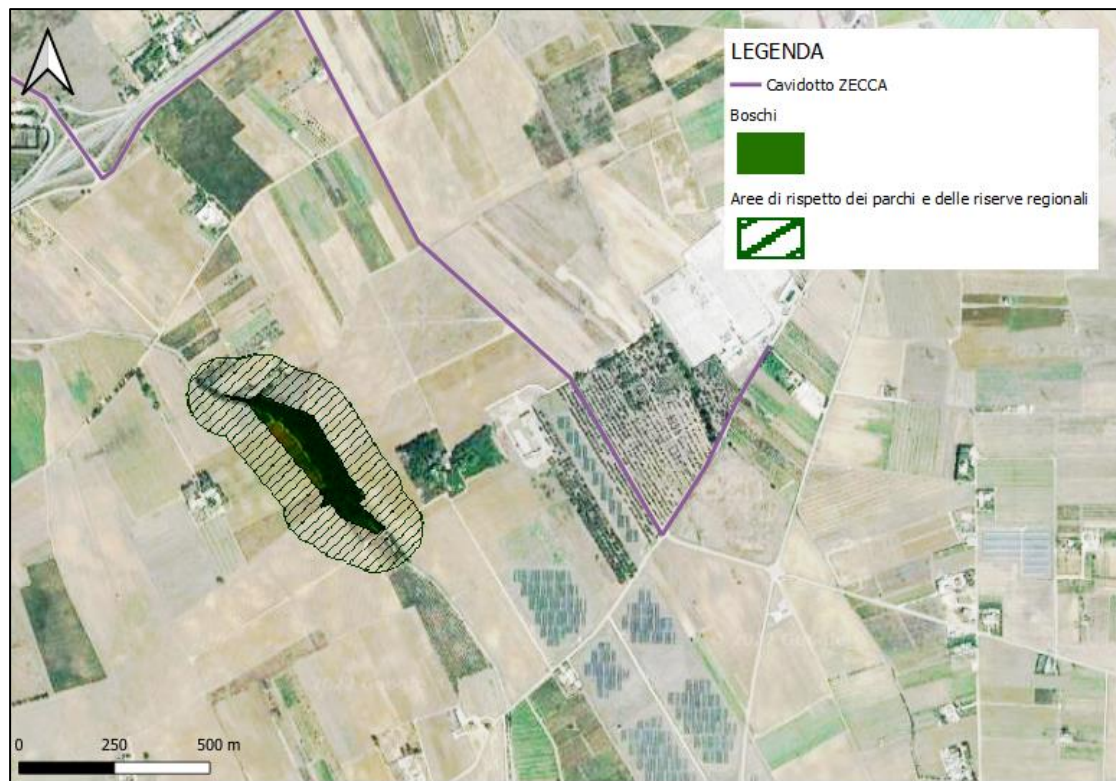 LEGENDA
Cavidotto ZECCA
Boschi
Aree di rispetto dei parchi e delle riserve regionali
0 250 500 m